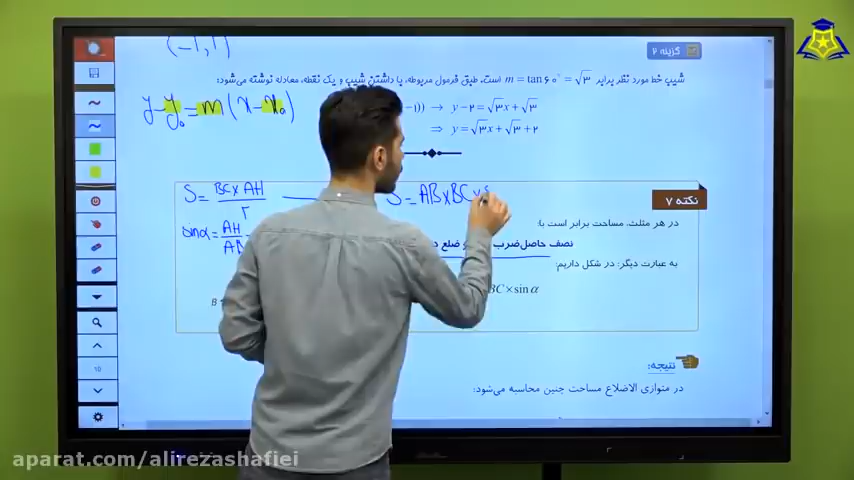 (-1,1)
گزینه ۲
شیب خط مورد نظر برابر m = tan۶۰° = √۳ است. طبق فرمول مربوطه، با داشتن شیب و یک نقطه، معادله نوشته می‌شود:
y - y₀ = m(x - x₀)
-۱)) → y-۲ = √۳x + √۳
⇒ y = √۳x + √۳ + ۲
S = BC × AH / ۲
S = AB × BC ×
نکته ۷
در هر مثلث، مساحت برابر است با:
sinα = AH / AB
نصف حاصل‌ضرب
ضلع
به عبارت دیگر: در شکل داریم:
BC × sin α
B
نتیجه:
در متوازی الاضلاع مساحت چنین محاسبه می‌شود:
aparat.com/alirezashafiei